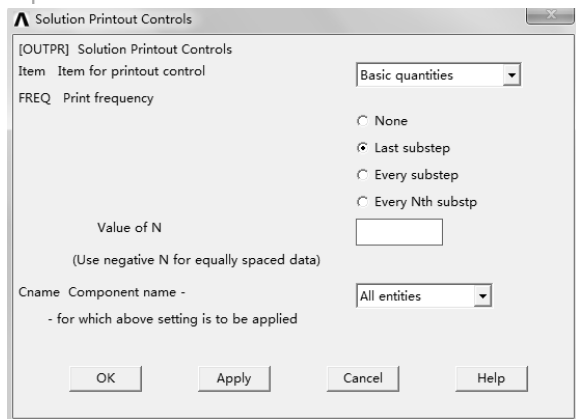 Solution Printout Controls
[OUTPR] Solution Printout Controls
Item Item for printout control
Basic quantities
FREQ Print frequency
None
Last substep
Every substep
Every Nth substp
Value of N
(Use negative N for equally spaced data)
Cname Component name -
All entities
- for which above setting is to be applied
OK Apply Cancel Help